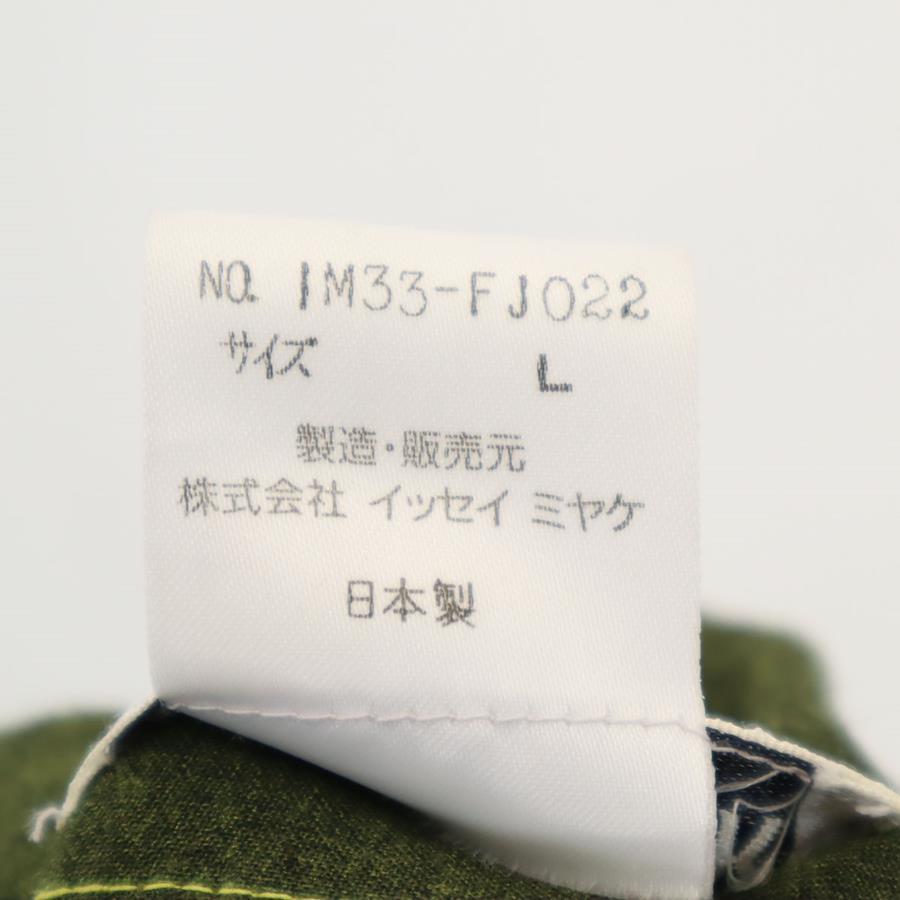 NO. IM33-FJ022
サイズ L
製造・販売元
株式会社 イッセイ ミヤケ
日本製